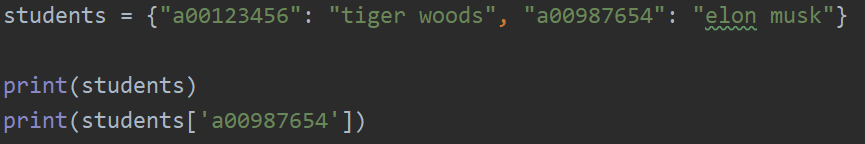 students = {"a00123456": "tiger woods", "a00987654": "elon musk"}
print(students)
print(students['a00987654'])